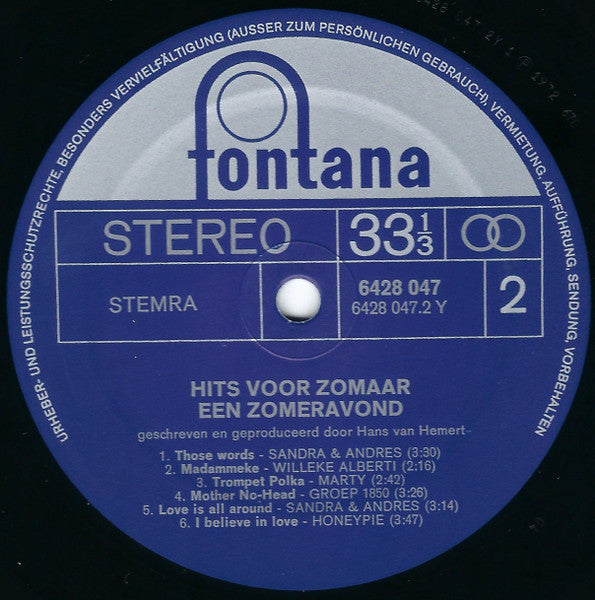 URHEBER- UND LEISTUNGSSCHUTZRECHTE, BESONDERS VERVIELFÄLTIGUNG (AUSSER ZUM PERSÖNLICHEN GEBRAUCH), VERMIETUNG, AUFFÜHRUNG, SENDUNG, VORBEHALTEN
fontana
STEREO 33 1/3
STEMRA 6428 047 2
6428 047.2 Y
HITS VOOR ZOMAAR
EEN ZOMERAVOND
geschreven en geproduceerd door Hans van Hemert
1. Those words - SANDRA & ANDRES (3:30)
2. Madammeke - WILLEKE ALBERTI (2:16)
3. Trompet Polka - MARTY (2:42)
4. Mother No-Head - GROEP 1850 (3:26)
5. Love is all around - SANDRA & ANDRES (3:14)
6. I believe in love - HONEYPIE (3:47)